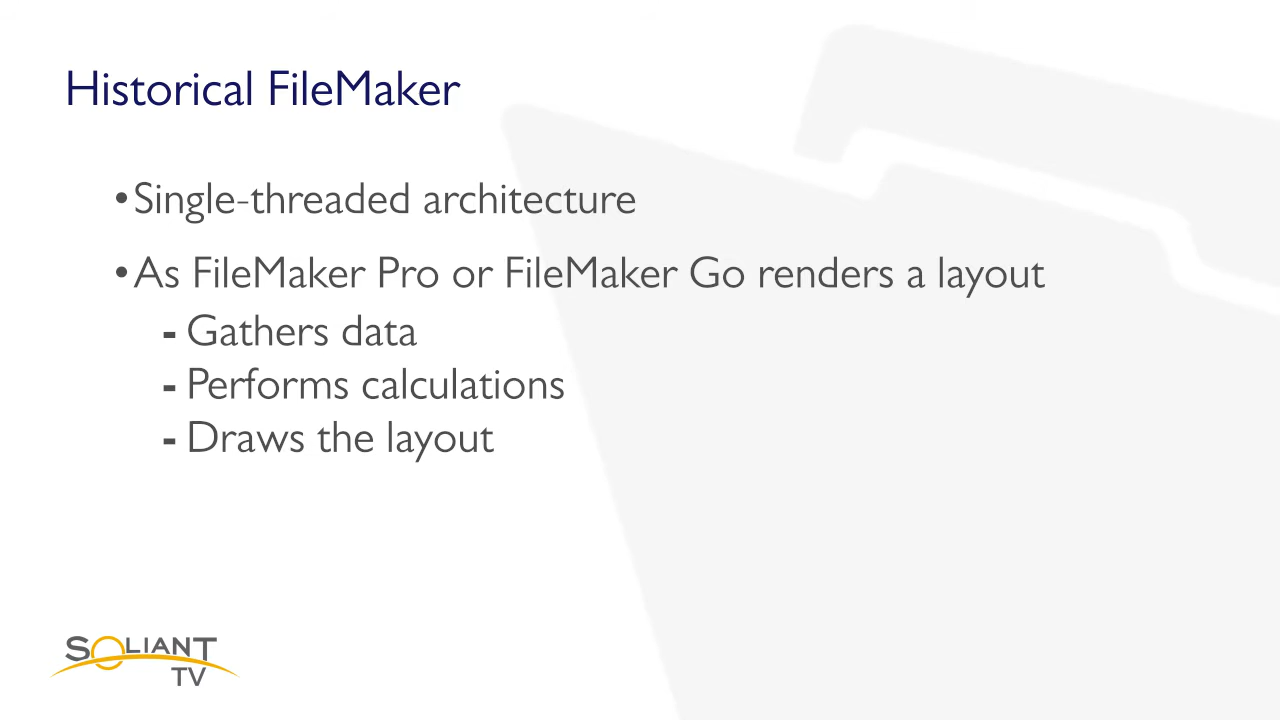 Historical FileMaker
•Single-threaded architecture
•As FileMaker Pro or FileMaker Go renders a layout
- Gathers data
- Performs calculations
- Draws the layout
SOLIANT
TV